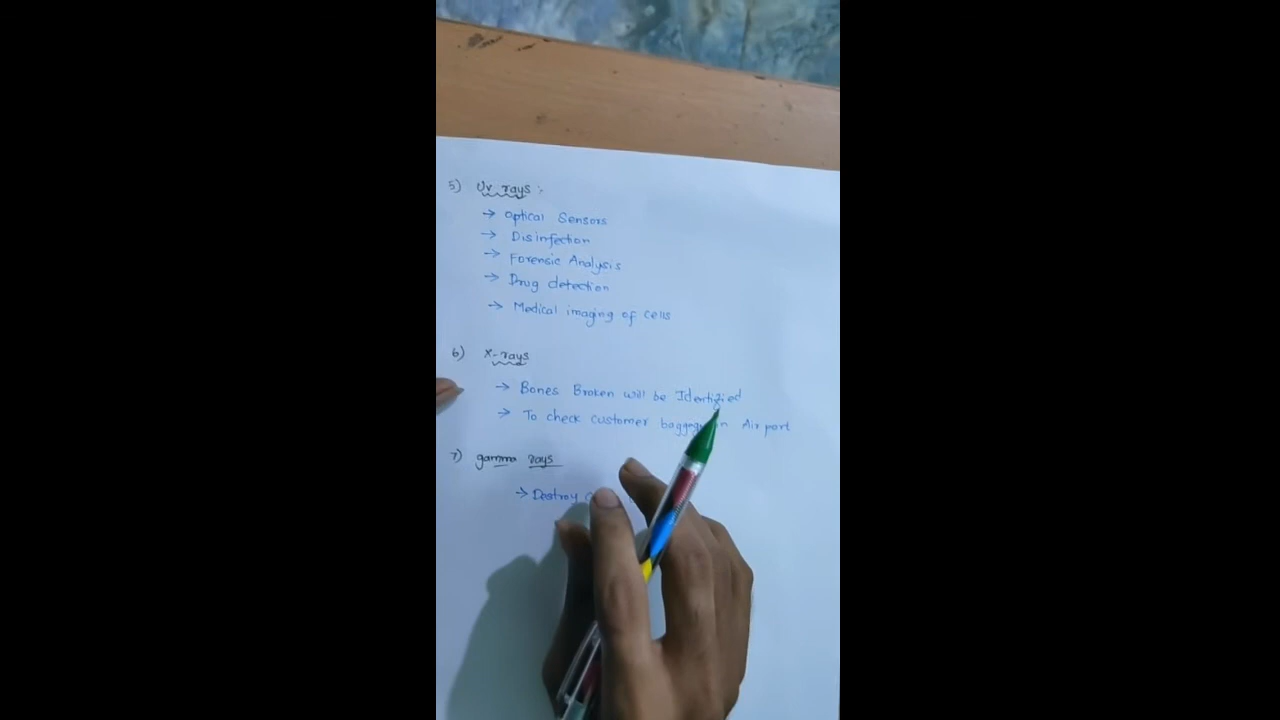 5) UV rays :-
→ Optical Sensors
→ Disinfection
→ Forensic Analysis
→ Drug detection
→ Medical imaging of cells
6) X-rays
→ Bones Broken will be Identified
→ To check customer in Air port
7) gamma rays
→ Destroy